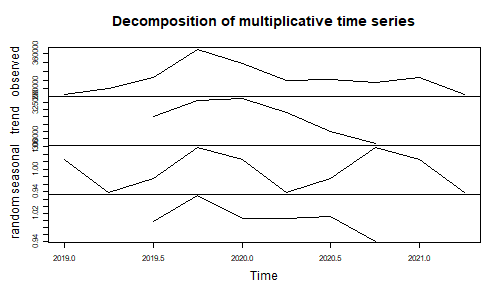 Decomposition of multiplicative time series
observed
360000
trend
seasonal
1.00
0.94
random
1.02
0.94
2019.0
2019.5
2020.0
2020.5
2021.0
Time